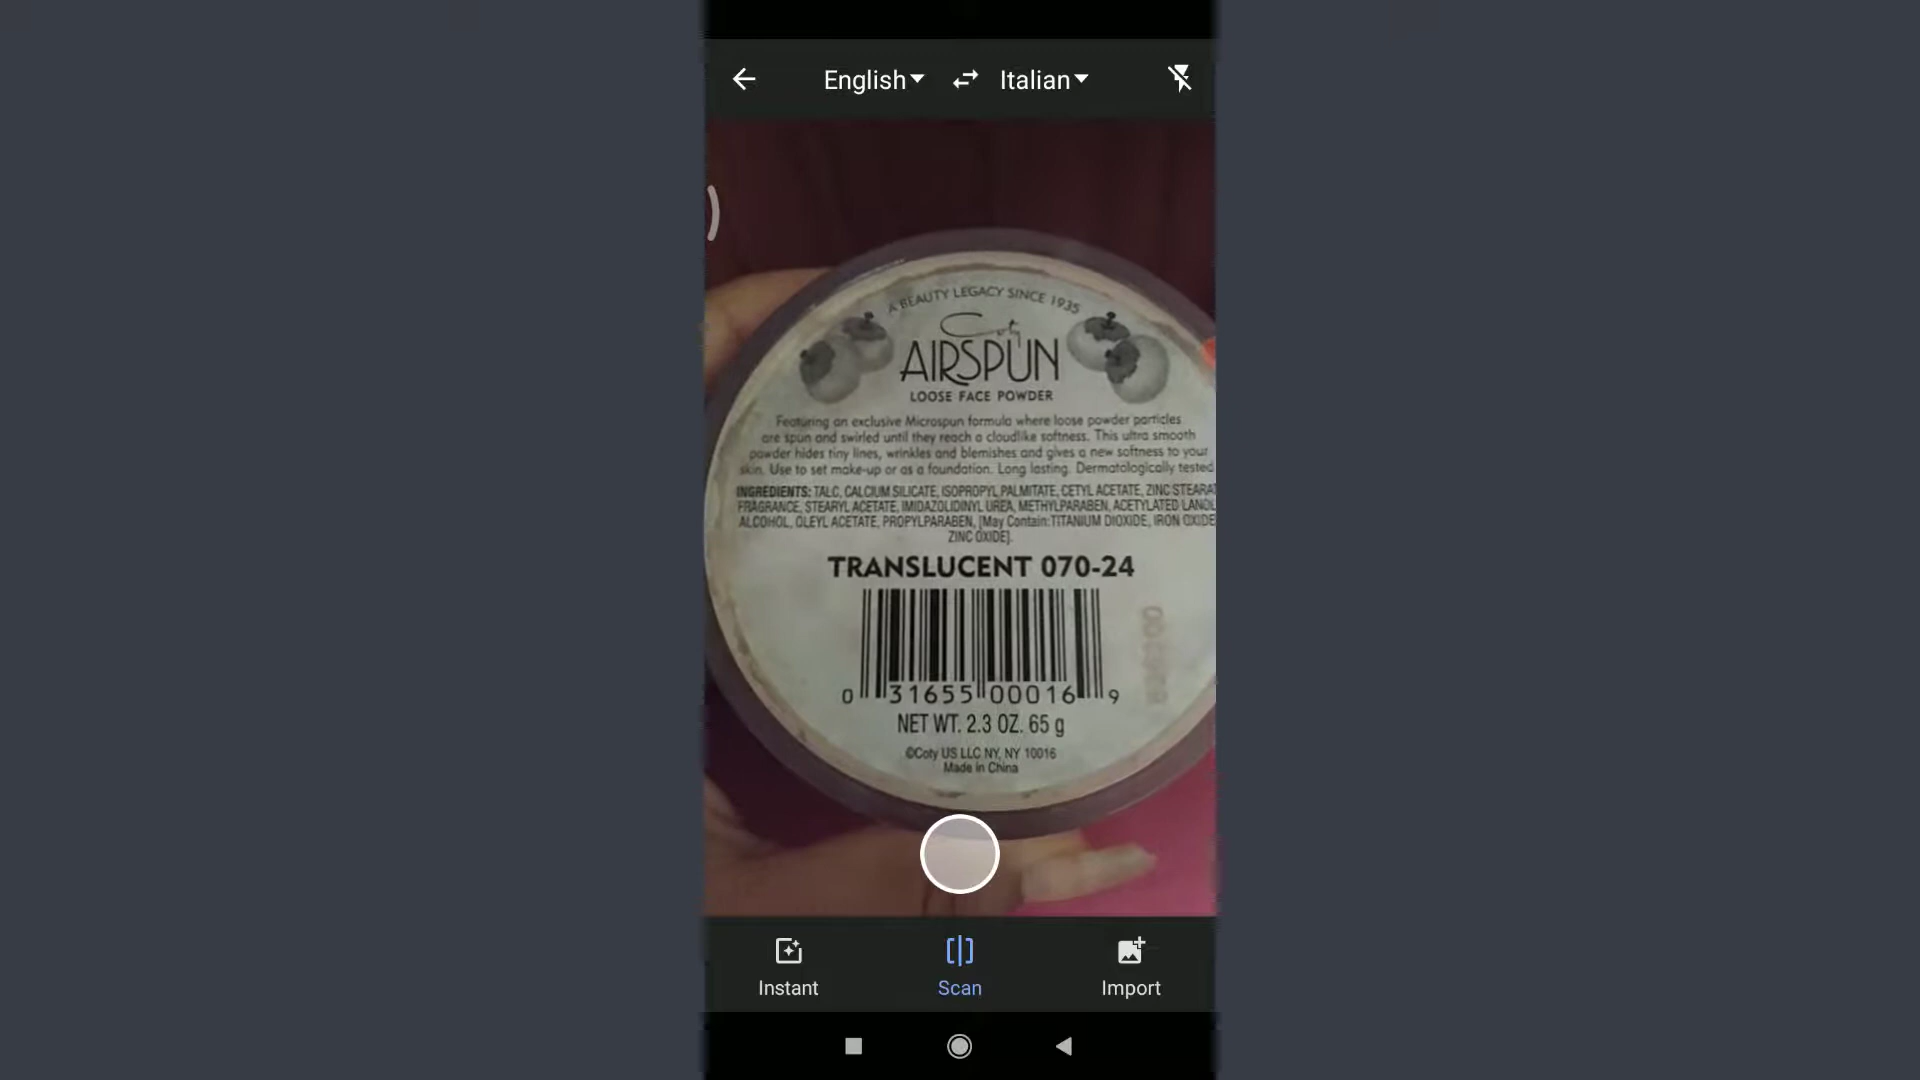 English Italian
A BEAUTY LEGACY SINCE 1935
Coty
AIRSPUN
LOOSE FACE POWDER
Featuring an exclusive Microspun formula where loose powder particles
are spun and swirled until they reach a cloudlike softness. This ultra smooth
powder hides tiny lines, wrinkles and blemishes and gives a new softness to your
skin. Use to set make-up or as a foundation. Long lasting. Dermatologically tested
INGREDIENTS: TALC, CALCIUM SILICATE, ISOPROPYL PALMITATE, CETYL ACETATE, ZINC STEARAT
FRAGRANCE, STEARYL ACETATE, IMIDAZOLIDINYL UREA, METHYLPARABEN, ACETYLATED LANOL
ALCOHOL, OLEYL ACETATE, PROPYLPARABEN, [May Contain: TITANIUM DIOXIDE, IRON OXIDE
ZINC OXIDE].
TRANSLUCENT 070-24
0 31655 00016 9
NET WT. 2.3 OZ. 65 g
©Coty US LLC NY, NY 10016
Made in China
Instant Scan Import